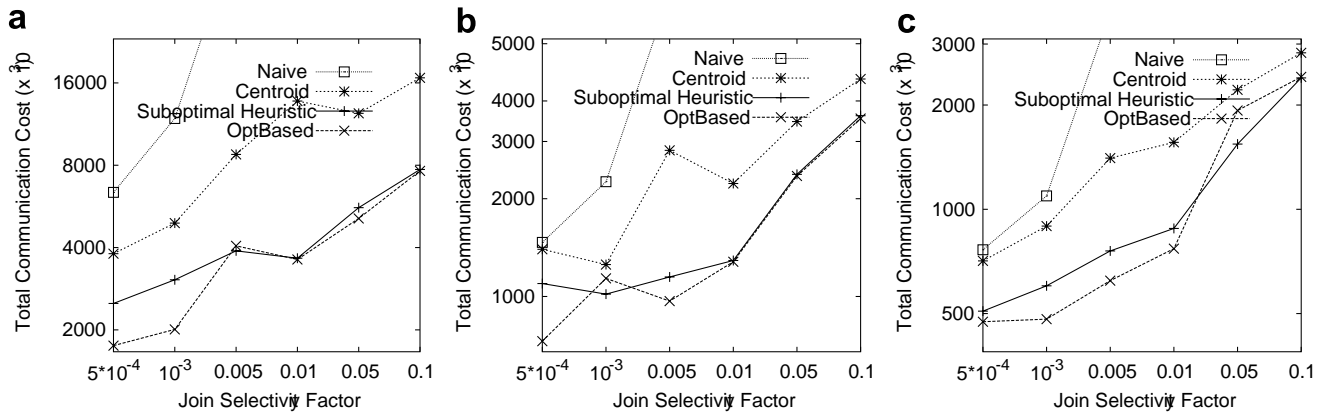 a
Total Communication Cost (x 10³)
16000
8000
4000
2000
Naive
Centroid
Suboptimal Heuristic
OptBased
5*10⁻⁴ 10⁻³ 0.005 0.01 0.05 0.1
Join Selectivity Factor
b
Total Communication Cost (x 10³)
5000
4000
3000
2000
1000
Naive
Centroid
Suboptimal Heuristic
OptBased
5*10⁻⁴ 10⁻³ 0.005 0.01 0.05 0.1
Join Selectivity Factor
c
Total Communication Cost (x 10³)
3000
2000
1000
500
Naive
Centroid
Suboptimal Heuristic
OptBased
5*10⁻⁴ 10⁻³ 0.005 0.01 0.05 0.1
Join Selectivity Factor